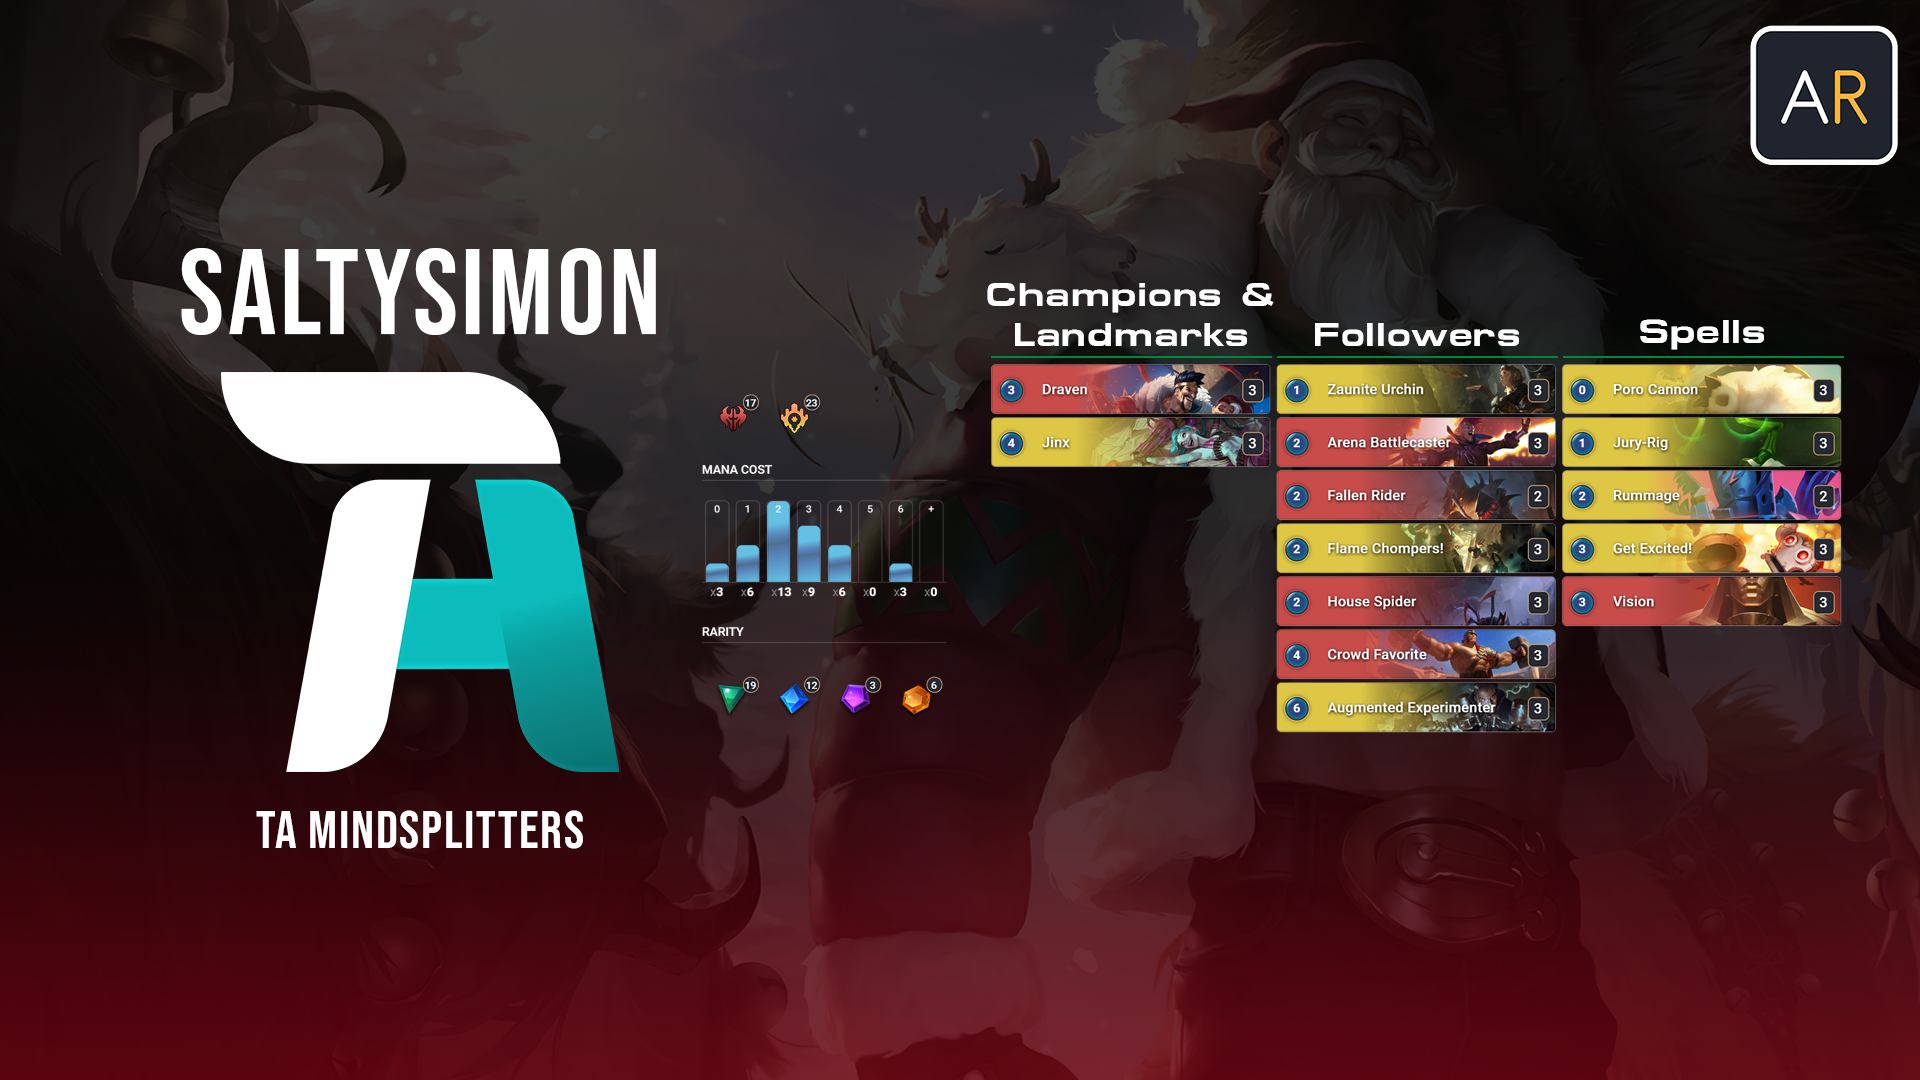 AR
SALTYSIMON
TA MINDSPLITTERS
17 23
MANA COST
0 1 2 3 4 5 6 +
x3 x6 x13 x9 x6 x0 x3 x0
RARITY
19 12 3 6
Champions &
Landmarks
3 Draven 3
4 Jinx 3
Followers
1 Zaunite Urchin 3
2 Arena Battlecaster 3
2 Fallen Rider 2
2 Flame Chompers! 3
2 House Spider 3
4 Crowd Favorite 3
6 Augmented Experimenter 3
Spells
0 Poro Cannon 3
1 Jury-Rig 3
2 Rummage 2
3 Get Excited! 3
3 Vision 3